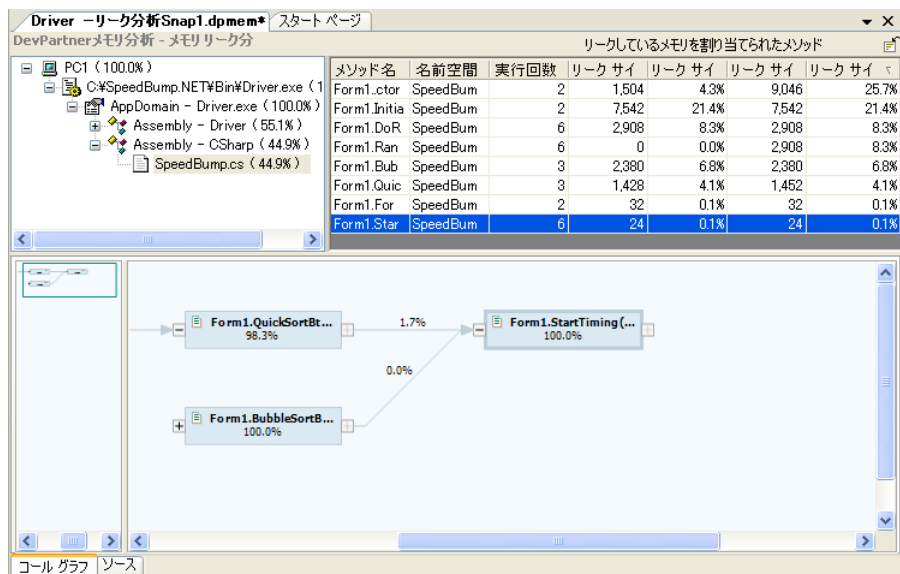 Driver －リーク分析Snap1.dpmem* スタート ページ
DevPartnerメモリ分析 - メモリ リーク分
リークしているメモリを割り当てられたメソッド
PC1 ( 100.0% )
C:¥SpeedBump.NET¥Bin¥Driver.exe ( 1
AppDomain - Driver.exe ( 100.0% )
Assembly - Driver ( 55.1% )
Assembly - CSharp ( 44.9% )
SpeedBump.cs ( 44.9% )
メソッド名 名前空間 実行回数 リーク サイ リーク サイ リーク サイ リーク サイ
Form1..ctor SpeedBum 2 1,504 4.3% 9,046 25.7%
Form1.Initia SpeedBum 2 7,542 21.4% 7,542 21.4%
Form1.DoR SpeedBum 6 2,908 8.3% 2,908 8.3%
Form1.Ran SpeedBum 6 0 0.0% 2,908 8.3%
Form1.Bub SpeedBum 3 2,380 6.8% 2,380 6.8%
Form1.Quic SpeedBum 3 1,428 4.1% 1,452 4.1%
Form1.For SpeedBum 2 32 0.1% 32 0.1%
Form1.Star SpeedBum 6 24 0.1% 24 0.1%
Form1.QuickSortBt...
98.3%
1.7%
Form1.StartTiming(...
100.0%
0.0%
Form1.BubbleSortB...
100.0%
コール グラフ ソース